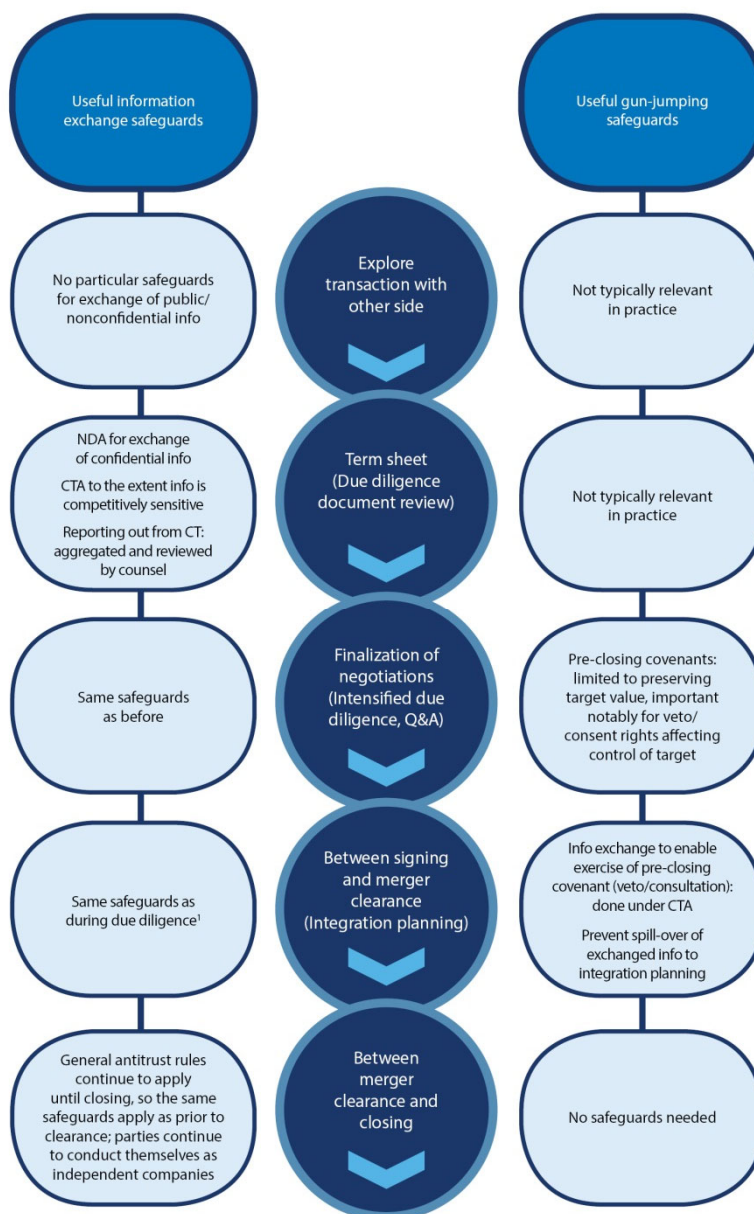 Useful information
exchange safeguards
Useful gun-jumping
safeguards
No particular safeguards
for exchange of public/
nonconfidential info
Explore
transaction with
other side
Not typically relevant
in practice
NDA for exchange
of confidential info
CTA to the extent info is
competitively sensitive
Reporting out from CT:
aggregated and reviewed
by counsel
Term sheet
(Due diligence
document review)
Not typically relevant
in practice
Same safeguards
as before
Finalization of
negotiations
(Intensified due
diligence, Q&A)
Pre-closing covenants:
limited to preserving
target value, important
notably for veto/
consent rights affecting
control of target
Same safeguards as
during due diligence¹
Between signing
and merger
clearance
(Integration planning)
Info exchange to enable
exercise of pre-closing
covenant (veto/consultation):
done under CTA
Prevent spill-over of
exchanged info to
integration planning
General antitrust rules
continue to apply
until closing, so the same
safeguards apply as prior to
clearance; parties continue
to conduct themselves as
independent companies
Between
merger
clearance and
closing
No safeguards needed